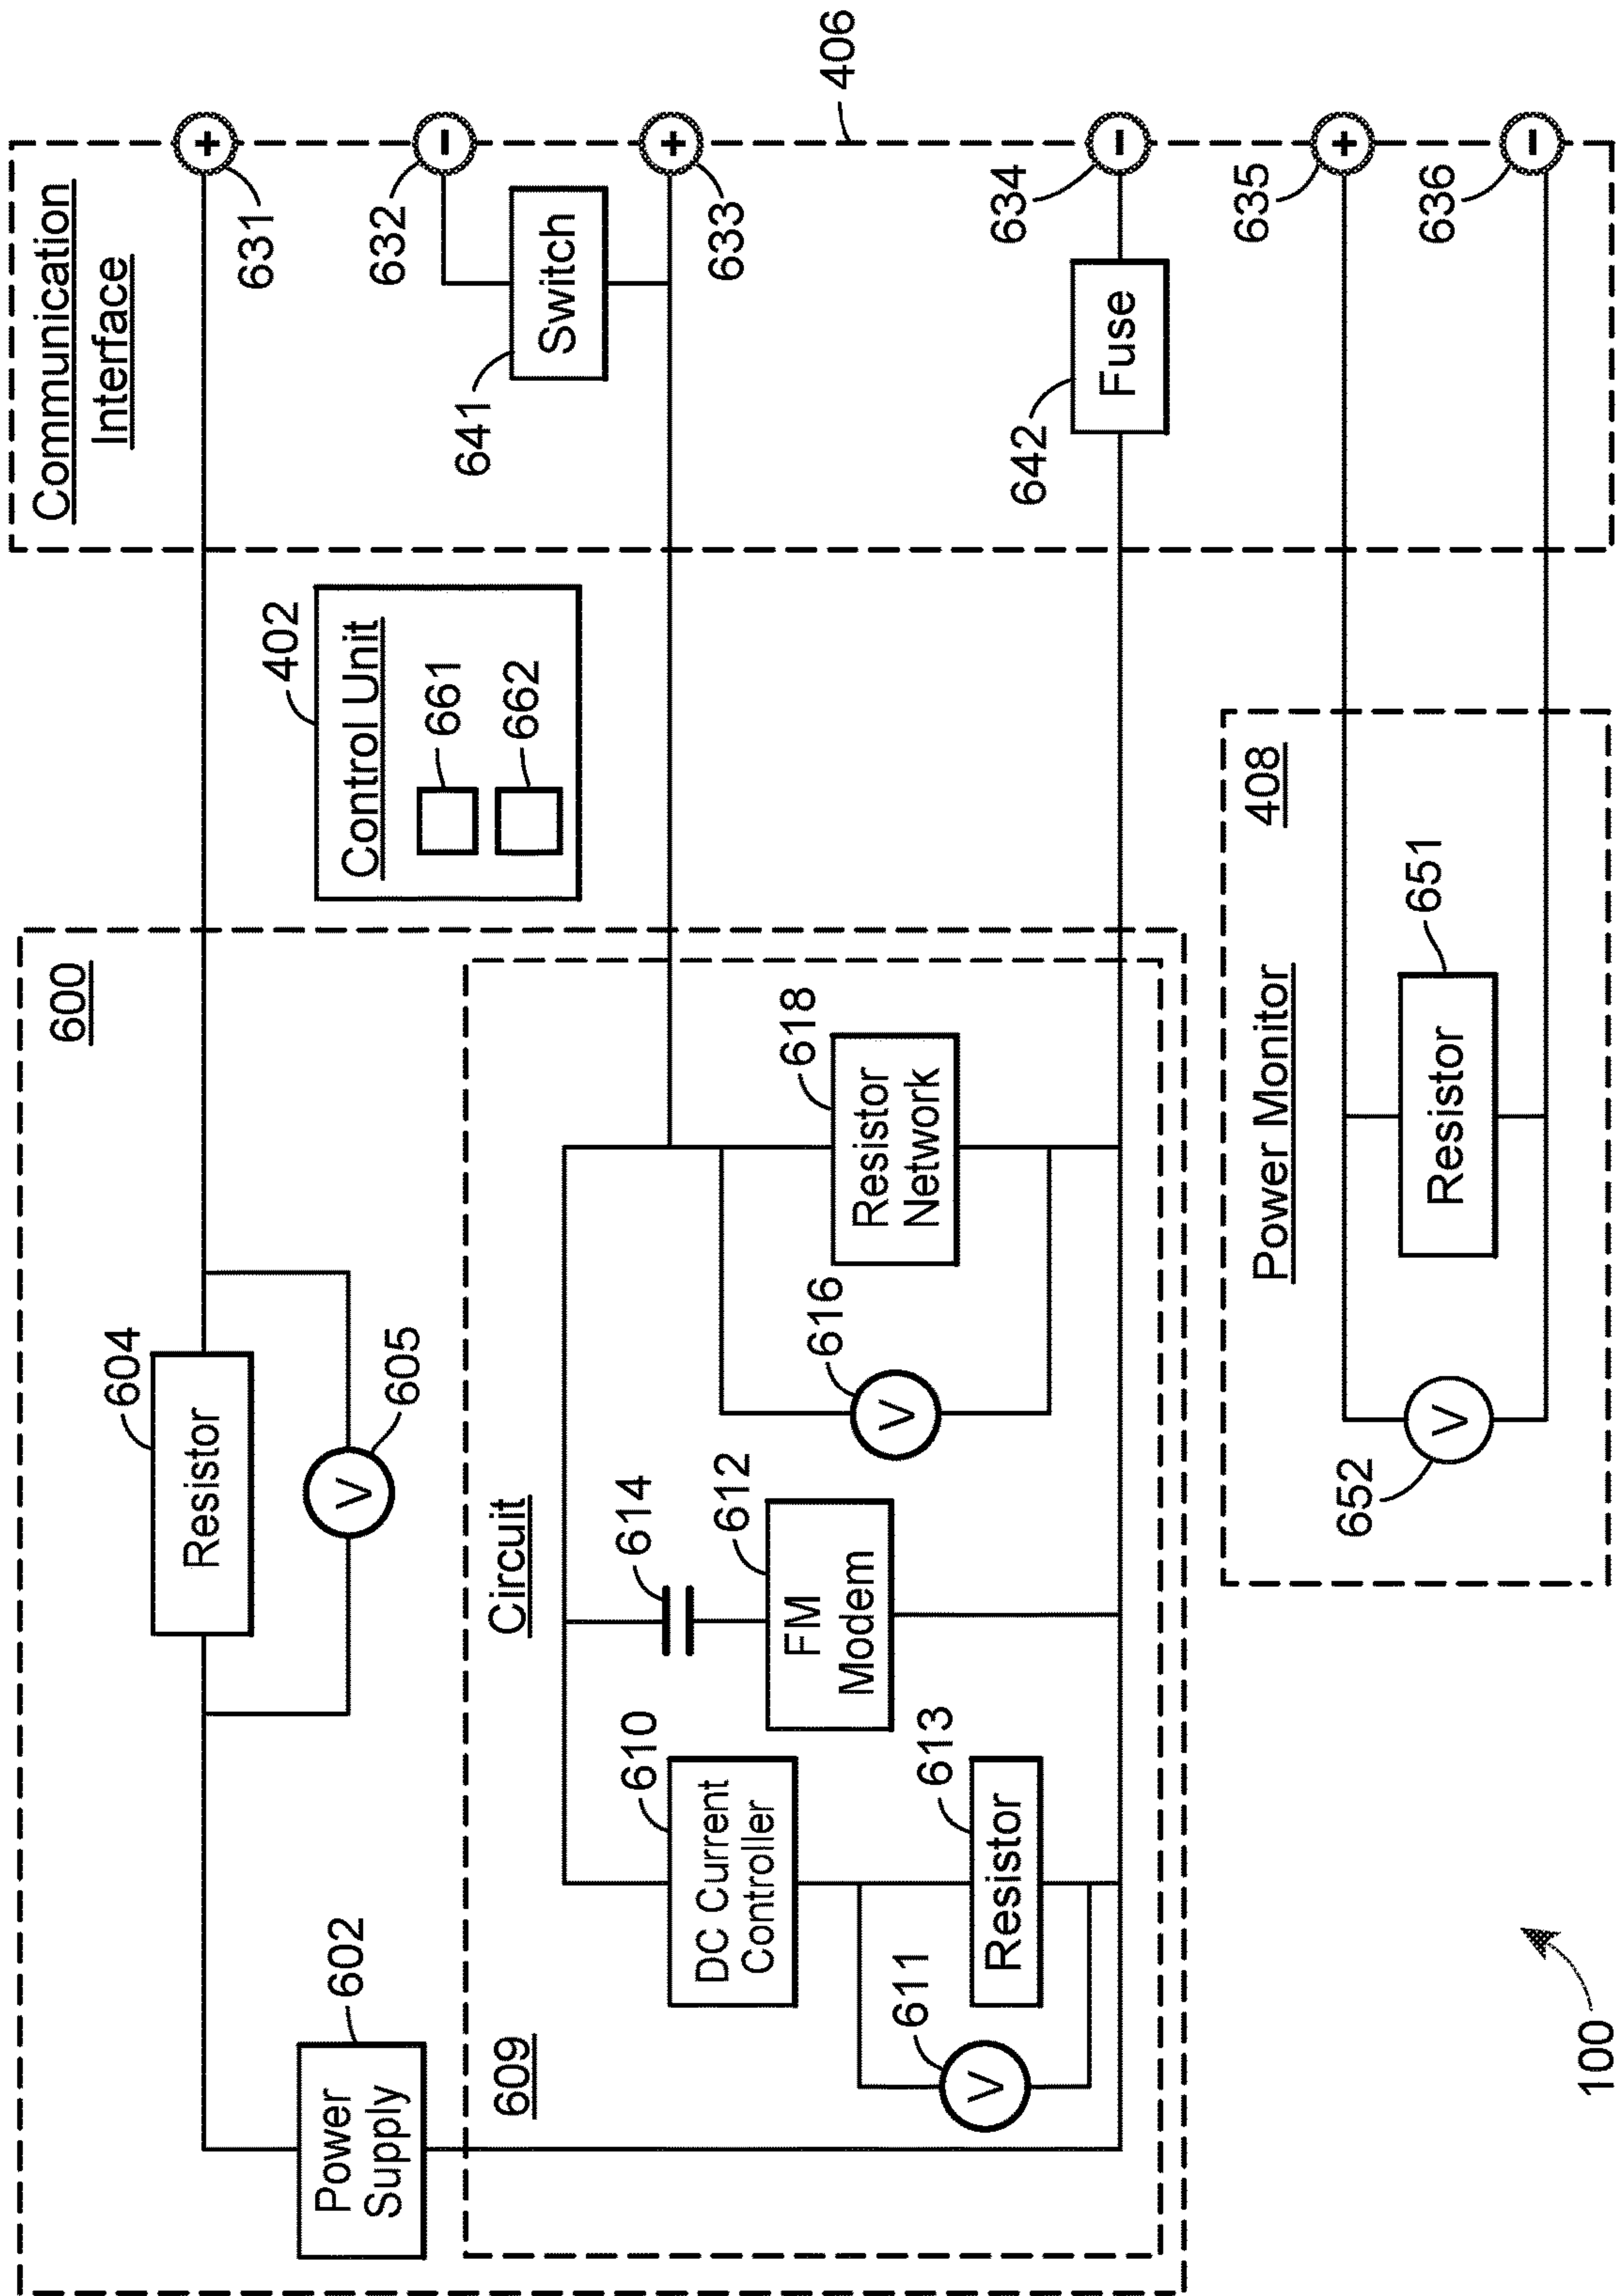 Communication
Interface
406
631
632
641
Switch
633
634
642
Fuse
635
636
402
Control Unit
661
662
600
604
Resistor
V
605
602
Power
Supply
Circuit
609
610
DC Current
Controller
611
V
613
Resistor
614
612
FM
Modem
616
V
618
Resistor
Network
408
Power Monitor
651
Resistor
652
V
100